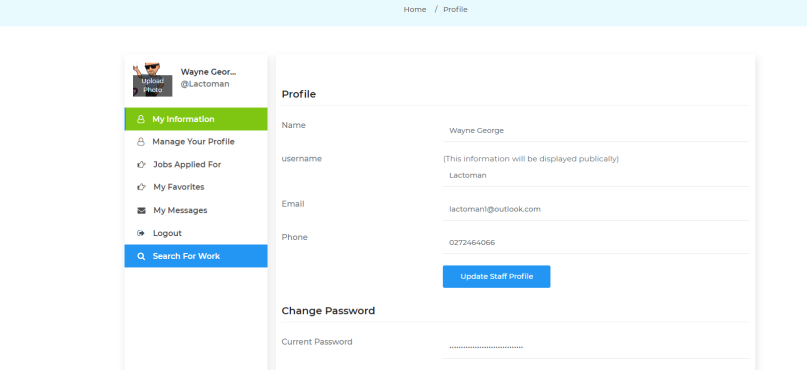 Home / Profile
Wayne Geor...
@Lactoman
Upload
Photo
My Information
Manage Your Profile
Jobs Applied For
My Favorites
My Messages
Logout
Search For Work
Profile
Name
Wayne George
username
(This information will be displayed publically)
Lactoman
Email
lactoman1@outlook.com
Phone
0272464066
Update Staff Profile
Change Password
Current Password